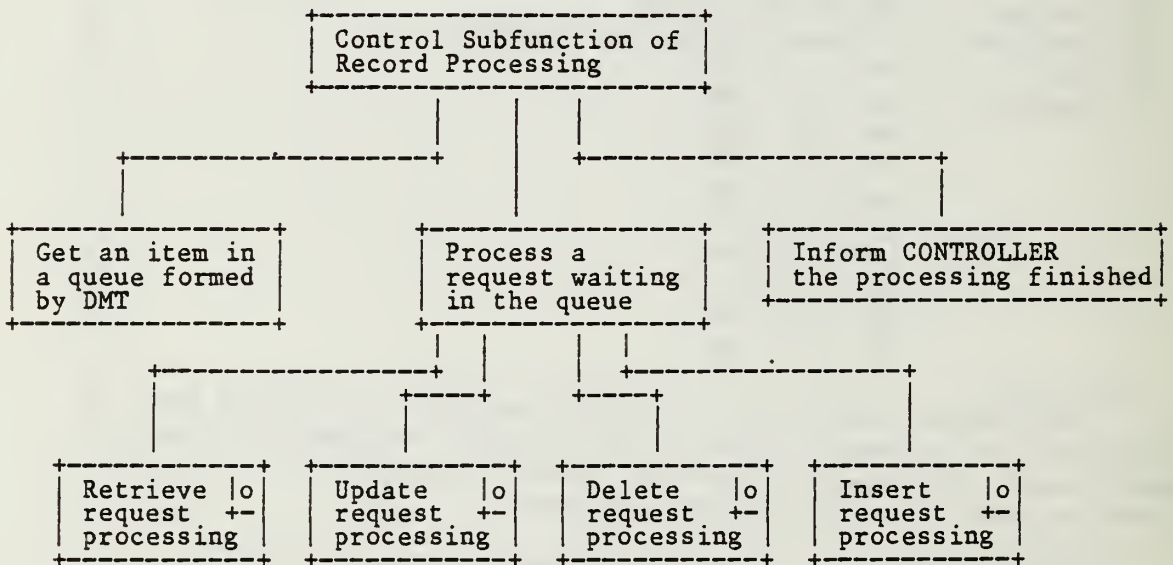 Control Subfunction of
Record Processing
Get an item in
a queue formed
by DMT
Process a
request waiting
in the queue
Inform CONTROLLER
the processing finished
Retrieve o
request
processing
Update o
request
processing
Delete o
request
processing
Insert o
request
processing